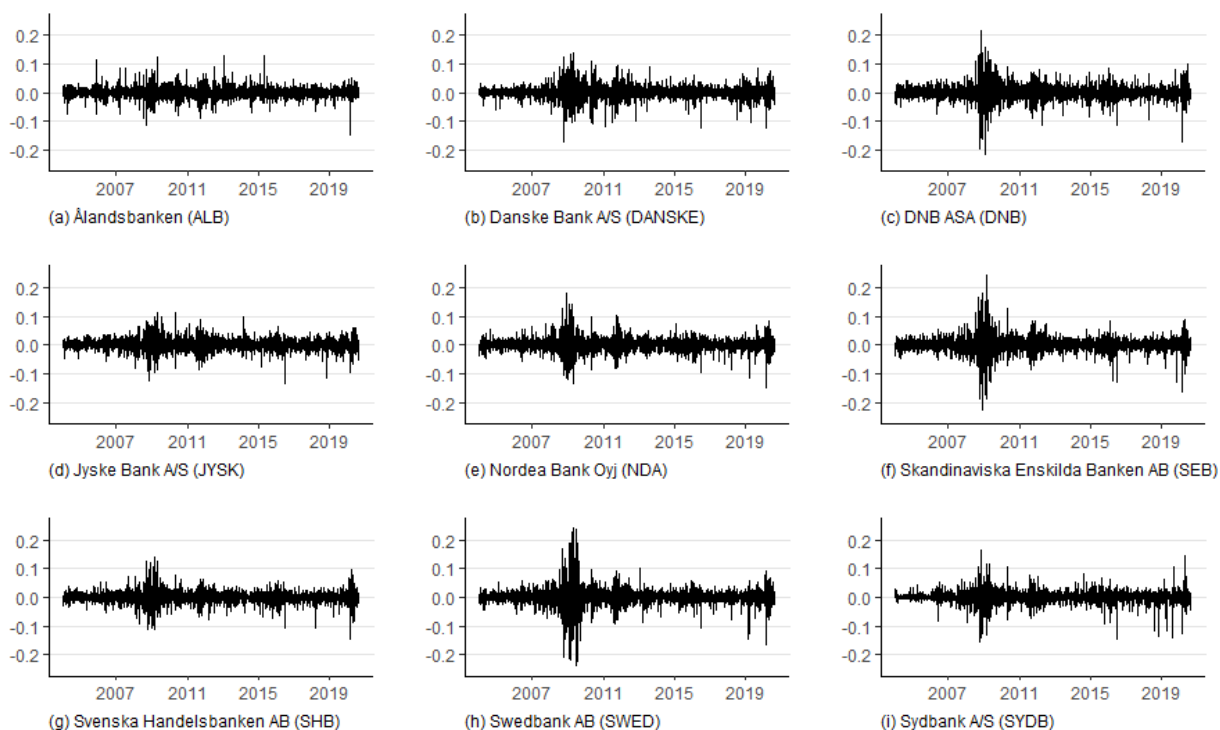 0.2 0.2 0.2
0.1 0.1 0.1
0.0 0.0 0.0
-0.1 -0.1 -0.1
-0.2 -0.2 -0.2
2007 2011 2015 2019 2007 2011 2015 2019 2007 2011 2015 2019
(a) Ålandsbanken (ALB) (b) Danske Bank A/S (DANSKE) (c) DNB ASA (DNB)
0.2 0.2 0.2
0.1 0.1 0.1
0.0 0.0 0.0
-0.1 -0.1 -0.1
-0.2 -0.2 -0.2
2007 2011 2015 2019 2007 2011 2015 2019 2007 2011 2015 2019
(d) Jyske Bank A/S (JYSK) (e) Nordea Bank Oyj (NDA) (f) Skandinaviska Enskilda Banken AB (SEB)
0.2 0.2 0.2
0.1 0.1 0.1
0.0 0.0 0.0
-0.1 -0.1 -0.1
-0.2 -0.2 -0.2
2007 2011 2015 2019 2007 2011 2015 2019 2007 2011 2015 2019
(g) Svenska Handelsbanken AB (SHB) (h) Swedbank AB (SWED) (i) Sydbank A/S (SYDB)